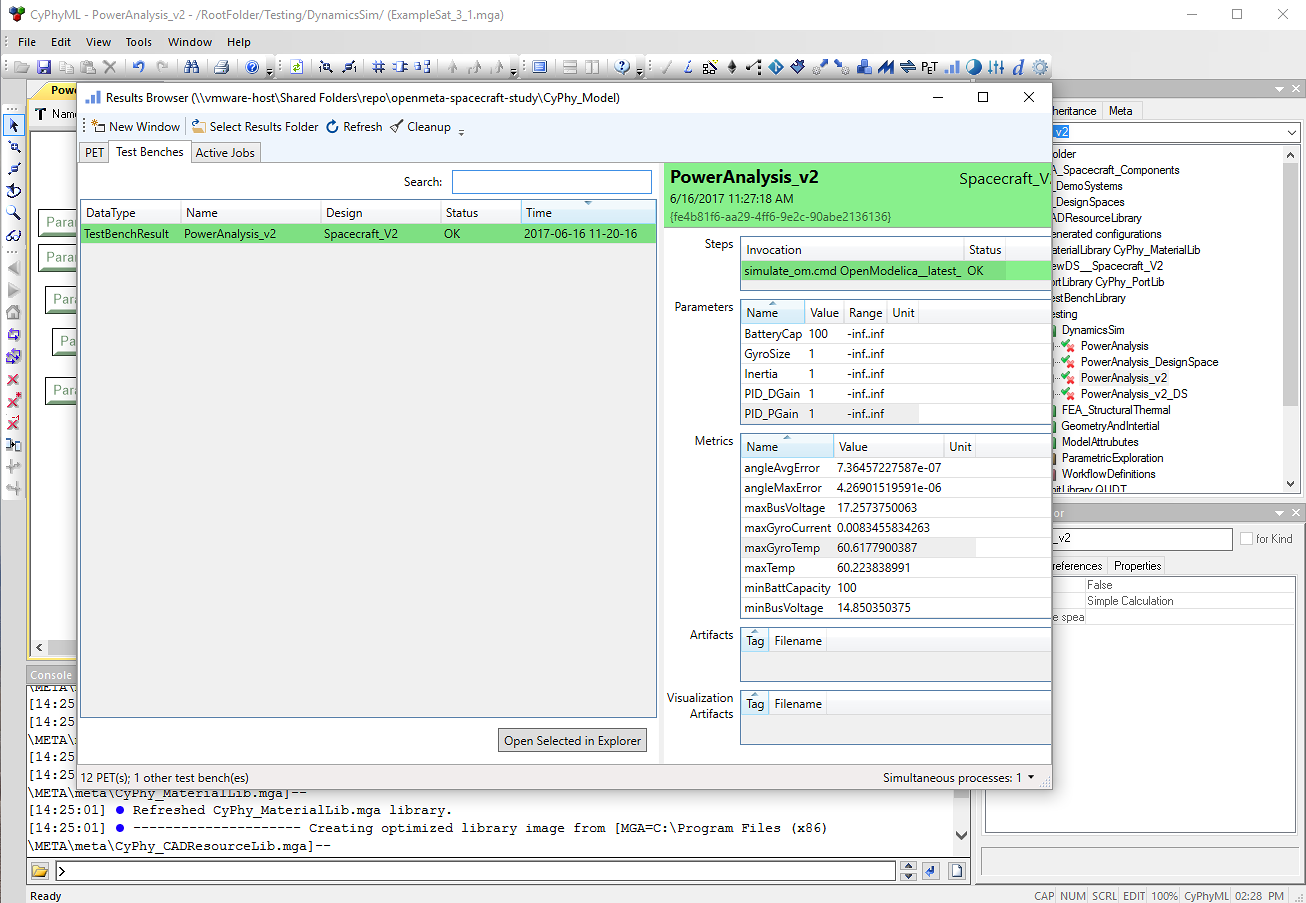 CyPhyML - PowerAnalysis_v2 - /RootFolder/Testing/DynamicsSim/ (ExampleSat_3_1.mga)
File Edit View Tools Window Help
PET
Pow
Nam
Para
Para
Para
Pa
Para
Results Browser (\\vmware-host\Shared Folders\repo\openmeta-spacecraft-study\CyPhy_Model)
New Window Select Results Folder Refresh Cleanup
PET Test Benches Active Jobs
Search:
DataType Name Design Status Time
TestBenchResult PowerAnalysis_v2 Spacecraft_V2 OK 2017-06-16 11-20-16
Open Selected in Explorer
12 PET(s); 1 other test bench(es)
Simultaneous processes: 1
PowerAnalysis_v2 Spacecraft_V
6/16/2017 11:27:18 AM
{fe4b81f6-aa29-4ff6-9e2c-90abe2136136}
Steps
Invocation Status
simulate_om.cmd OpenModelica__latest_ OK
Parameters
Name Value Range Unit
BatteryCap 100 -inf..inf
GyroSize 1 -inf..inf
Inertia 1 -inf..inf
PID_DGain 1 -inf..inf
PID_PGain 1 -inf..inf
Metrics
Name Value Unit
angleAvgError 7.36457227587e-07
angleMaxError 4.26901519591e-06
maxBusVoltage 17.2573750063
maxGyroCurrent 0.0083455834263
maxGyroTemp 60.6177900387
maxTemp 60.223838991
minBattCapacity 100
minBusVoltage 14.850350375
Artifacts
Tag Filename
Visualization
Artifacts
Tag Filename
heritance Meta
_v2
older
A_Spacecraft_Components
_DemoSystems
_DesignSpaces
ADResourceLibrary
enerated configurations
aterialLibrary CyPhy_MaterialLib
ewDS__Spacecraft_V2
ortLibrary CyPhy_PortLib
estBenchLibrary
esting
DynamicsSim
PowerAnalysis
PowerAnalysis_DesignSpace
PowerAnalysis_v2
PowerAnalysis_v2_DS
FEA_StructuralThermal
GeometryAndIntertial
ModelAttrubutes
ParametricExploration
WorkflowDefinitions
nitLibrary QUDT
or
_v2 for Kind
references Properties
False
Simple Calculation
e spea
Console
\META\m
[14:25
[14:25
\META\m
[14:25
[14:25
\META\meta\CyPhy_MaterialLib.mga]--
[14:25:01] ● Refreshed CyPhy_MaterialLib.mga library.
[14:25:01] ● --------------------- Creating optimized library image from [MGA=C:\Program Files (x86)
\META\meta\CyPhy_CADResourceLib.mga]--
>
Ready
CAP NUM SCRL EDIT 100% CyPhyML 02:28 PM